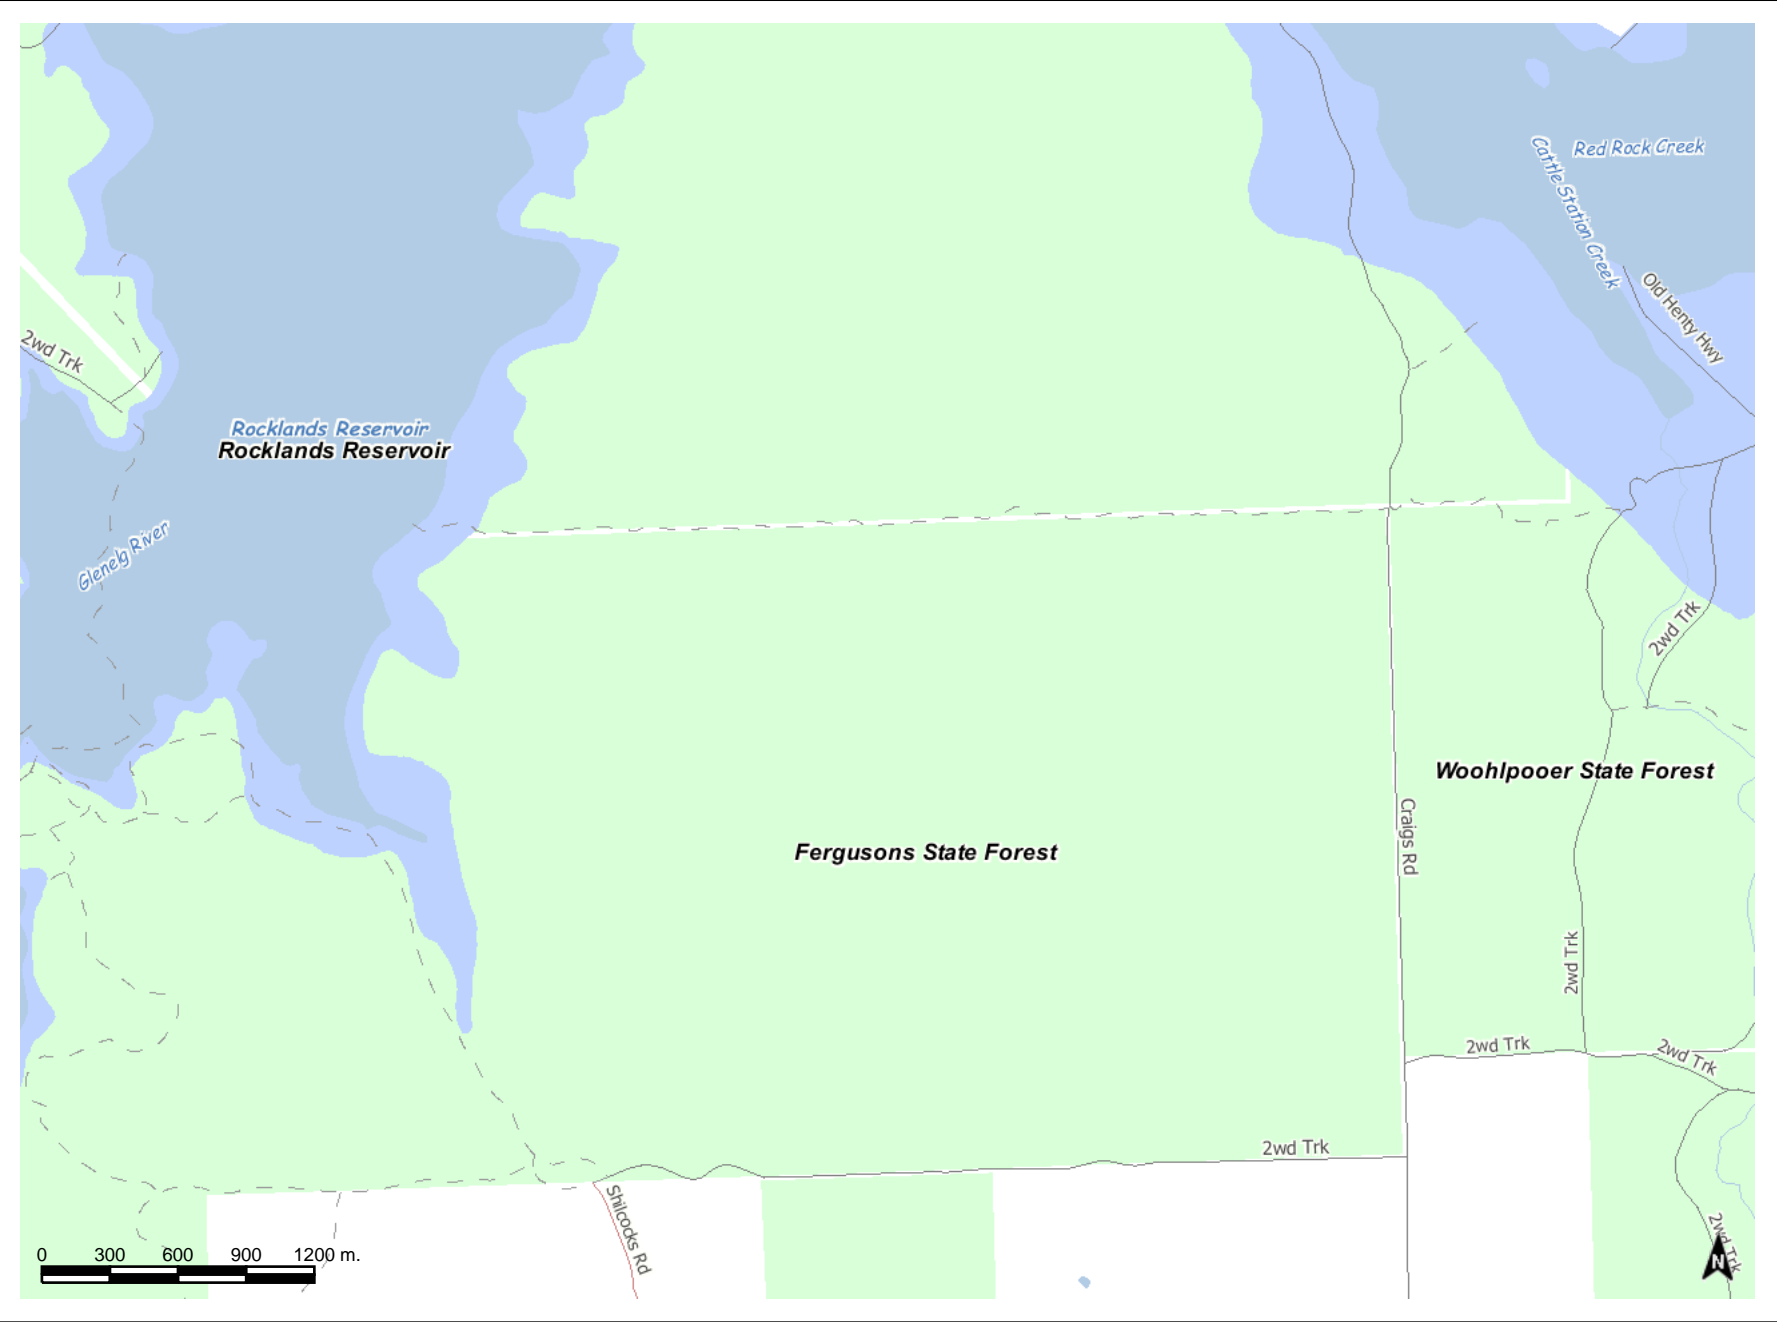 Red Rock Creek
Cattle Station Creek
Old Henty Hwy
2wd Trk
Rocklands Reservoir
Rocklands Reservoir
Glenelg River
2wd Trk
Woohlpooer State Forest
Craigs Rd
Fergusons State Forest
2wd Trk
2wd Trk
2wd Trk
2wd Trk
Shilcocks Rd
2wd Trk
0 300 600 900 1200 m.
N